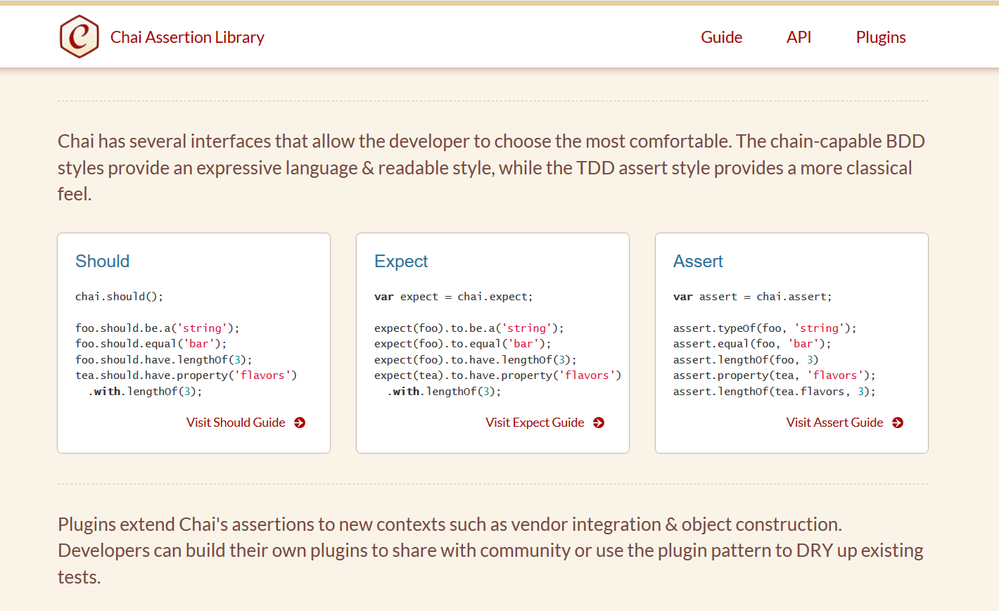 Chai Assertion Library
Guide
API
Plugins
Chai has several interfaces that allow the developer to choose the most comfortable. The chain-capable BDD
styles provide an expressive language & readable style, while the TDD assert style provides a more classical
feel.
Should
chai.should();
foo.should.be.a('string');
foo.should.equal('bar');
foo.should.have.lengthOf(3);
tea.should.have.property('flavors')
  .with.lengthOf(3);
Visit Should Guide
Expect
var expect = chai.expect;
expect(foo).to.be.a('string');
expect(foo).to.equal('bar');
expect(foo).to.have.lengthOf(3);
expect(tea).to.have.property('flavors')
  .with.lengthOf(3);
Visit Expect Guide
Assert
var assert = chai.assert;
assert.typeOf(foo, 'string');
assert.equal(foo, 'bar');
assert.lengthOf(foo, 3)
assert.property(tea, 'flavors');
assert.lengthOf(tea.flavors, 3);
Visit Assert Guide
Plugins extend Chai's assertions to new contexts such as vendor integration & object construction.
Developers can build their own plugins to share with community or use the plugin pattern to DRY up existing
tests.